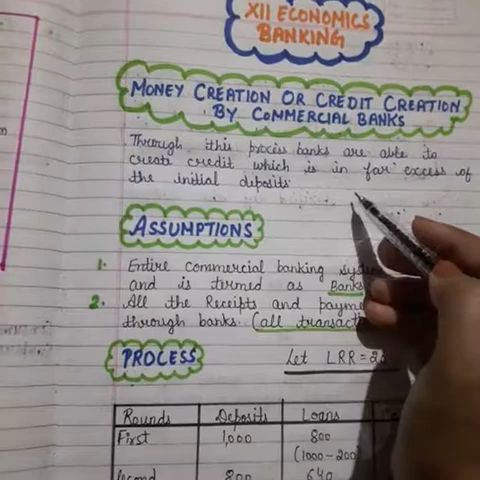 XII ECONOMICS
BANKING
MONEY CREATION OR CREDIT CREATION
BY COMMERCIAL BANKS
Through this process banks are able to
create credit which is in far excess of
the initial deposits.
ASSUMPTIONS
1. Entire commercial banking
and is termed as Banks
2. All the Receipts and
through banks. (all
PROCESS
Let LRR =
Rounds Deposits Loans
First 1,000 800
(1000-200)
Second 800 640